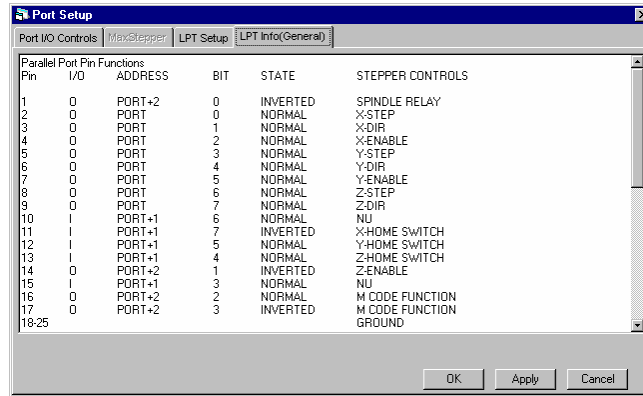 Port Setup
Port I/O Controls MaxStepper LPT Setup LPT Info(General)
Parallel Port Pin Functions
Pin I/O ADDRESS BIT STATE STEPPER CONTROLS
1 O PORT+2 0 INVERTED SPINDLE RELAY
2 O PORT 0 NORMAL X-STEP
3 O PORT 1 NORMAL X-DIR
4 O PORT 2 NORMAL X-ENABLE
5 O PORT 3 NORMAL Y-STEP
6 O PORT 4 NORMAL Y-DIR
7 O PORT 5 NORMAL Y-ENABLE
8 O PORT 6 NORMAL Z-STEP
9 O PORT 7 NORMAL Z-DIR
10 I PORT+1 6 NORMAL NU
11 I PORT+1 7 INVERTED X-HOME SWITCH
12 I PORT+1 5 NORMAL Y-HOME SWITCH
13 I PORT+1 4 NORMAL Z-HOME SWITCH
14 O PORT+2 1 INVERTED Z-ENABLE
15 I PORT+1 3 NORMAL NU
16 O PORT+2 2 NORMAL M CODE FUNCTION
17 O PORT+2 3 INVERTED M CODE FUNCTION
18-25 GROUND
OK Apply Cancel